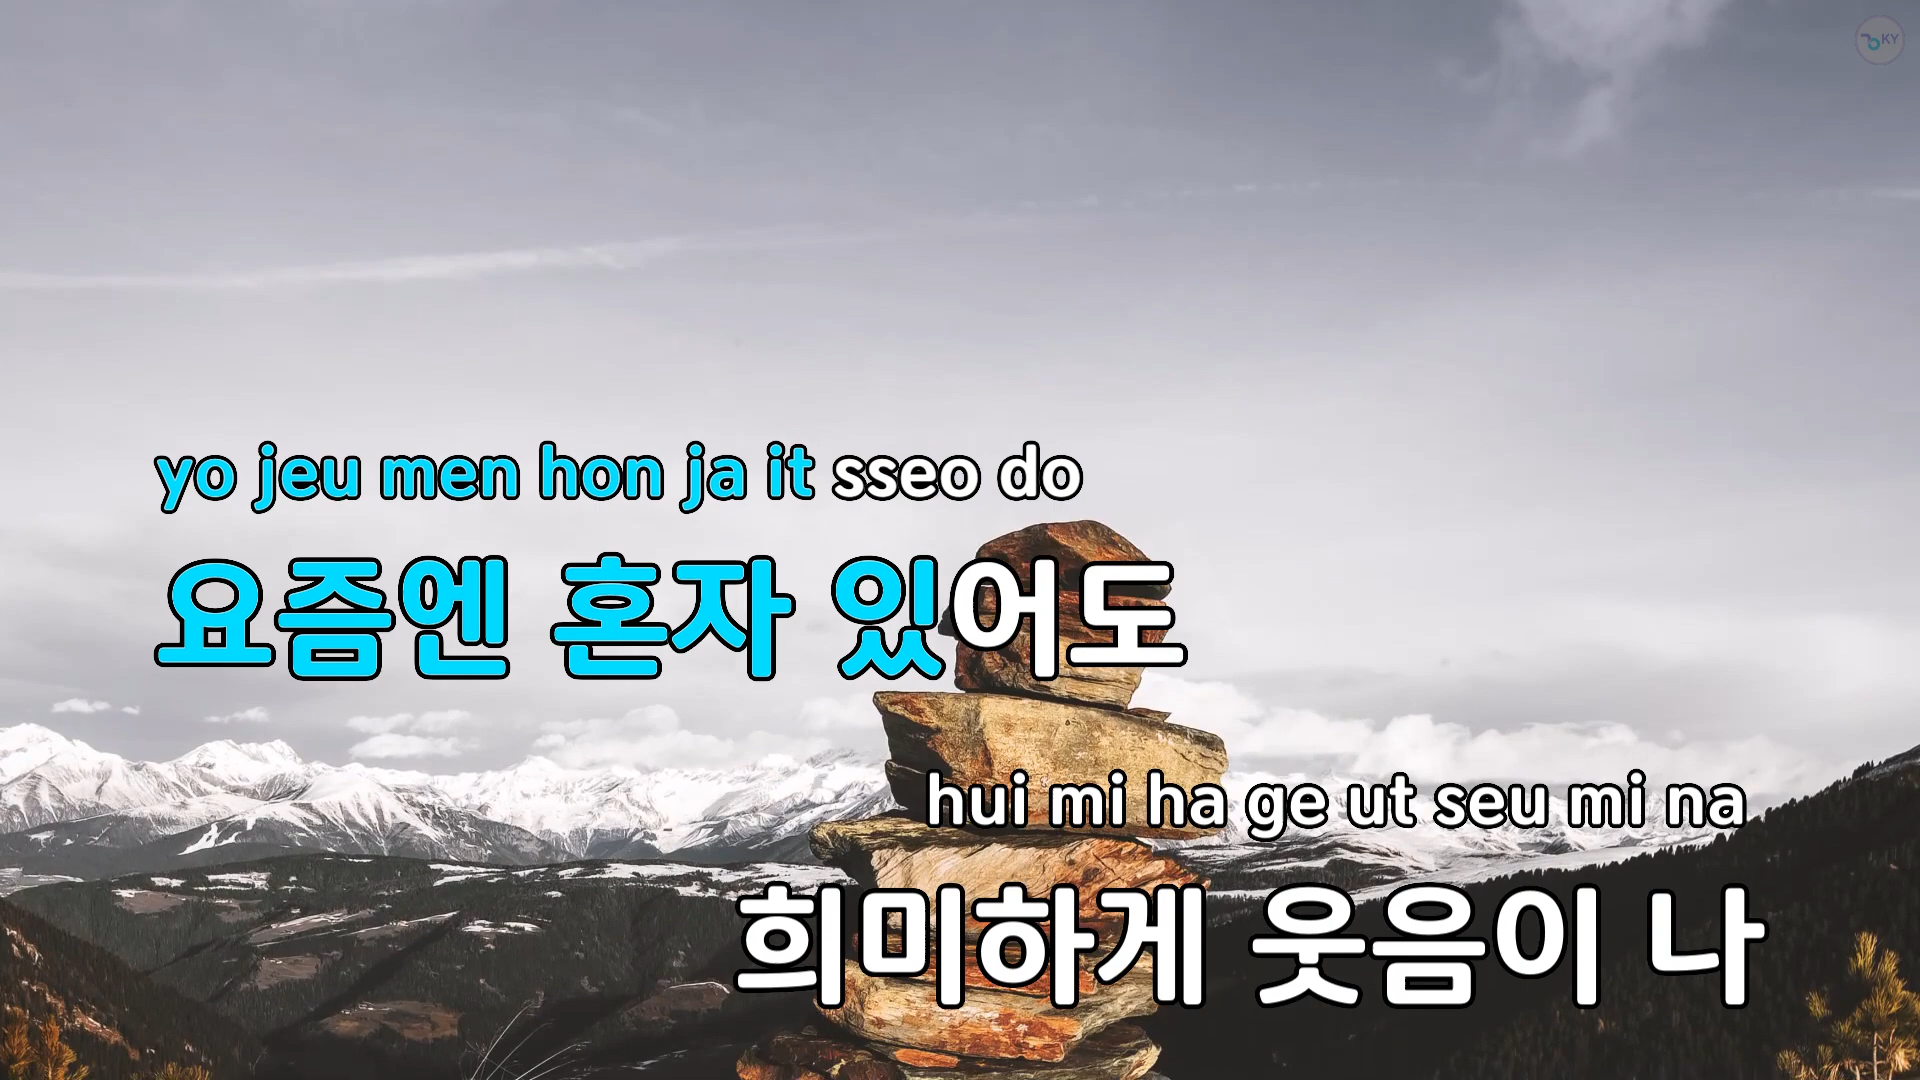 KY
yo jeu men hon ja it sseo do
요즘엔 혼자 있어도
hui mi ha ge ut seu mi na
희미하게 웃음이 나